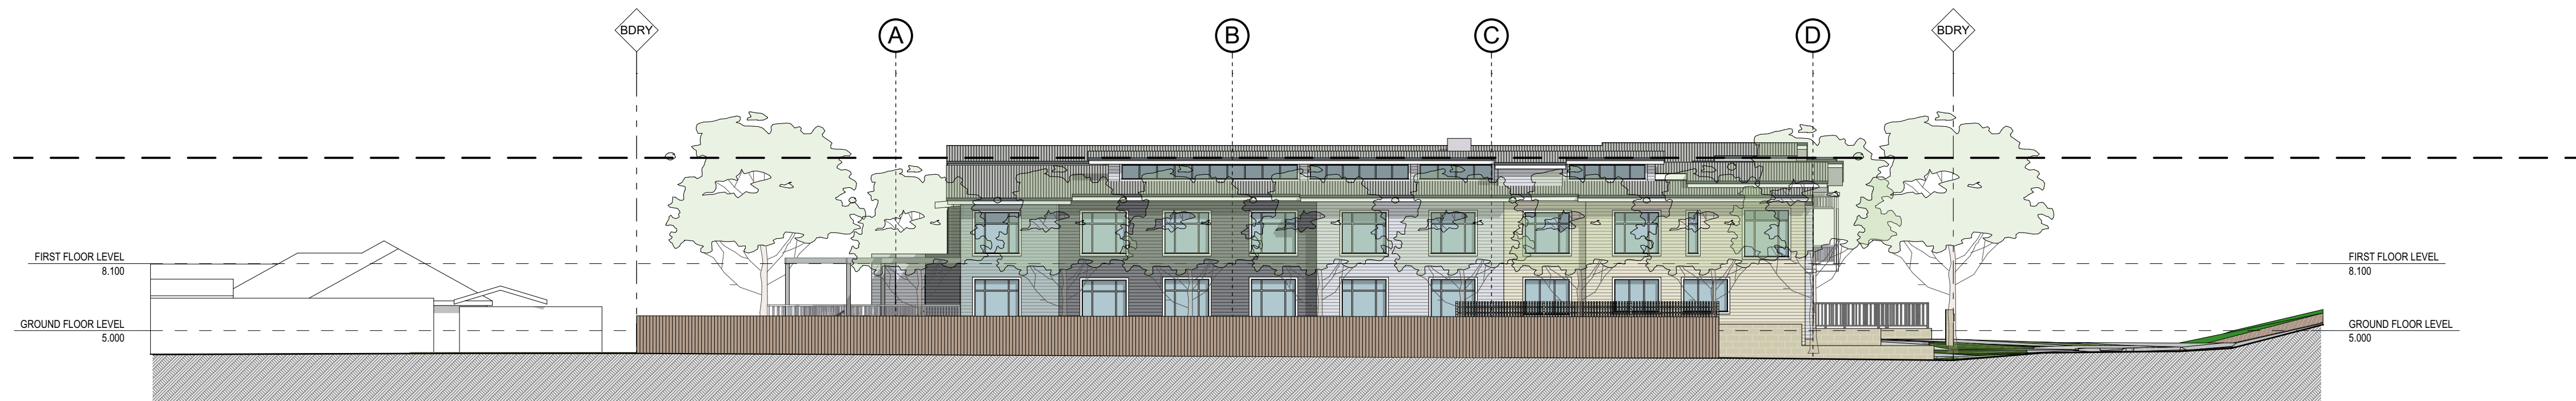 BDRY
A
B
C
D
BDRY
FIRST FLOOR LEVEL
8.100
FIRST FLOOR LEVEL
8.100
GROUND FLOOR LEVEL
5.000
GROUND FLOOR LEVEL
5.000